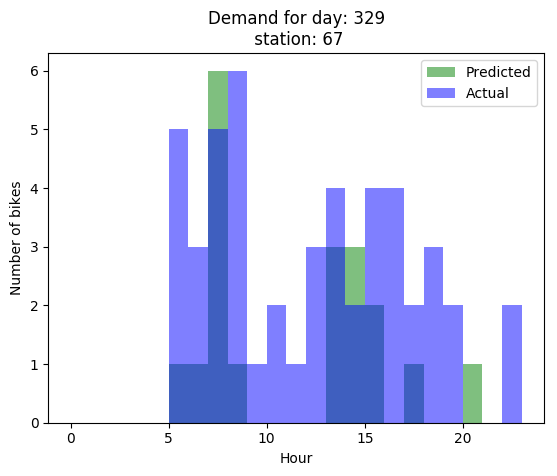 Demand for day: 329
station: 67
Predicted
Actual
Number of bikes
6
5
4
3
2
1
0
0
5
10
15
20
Hour